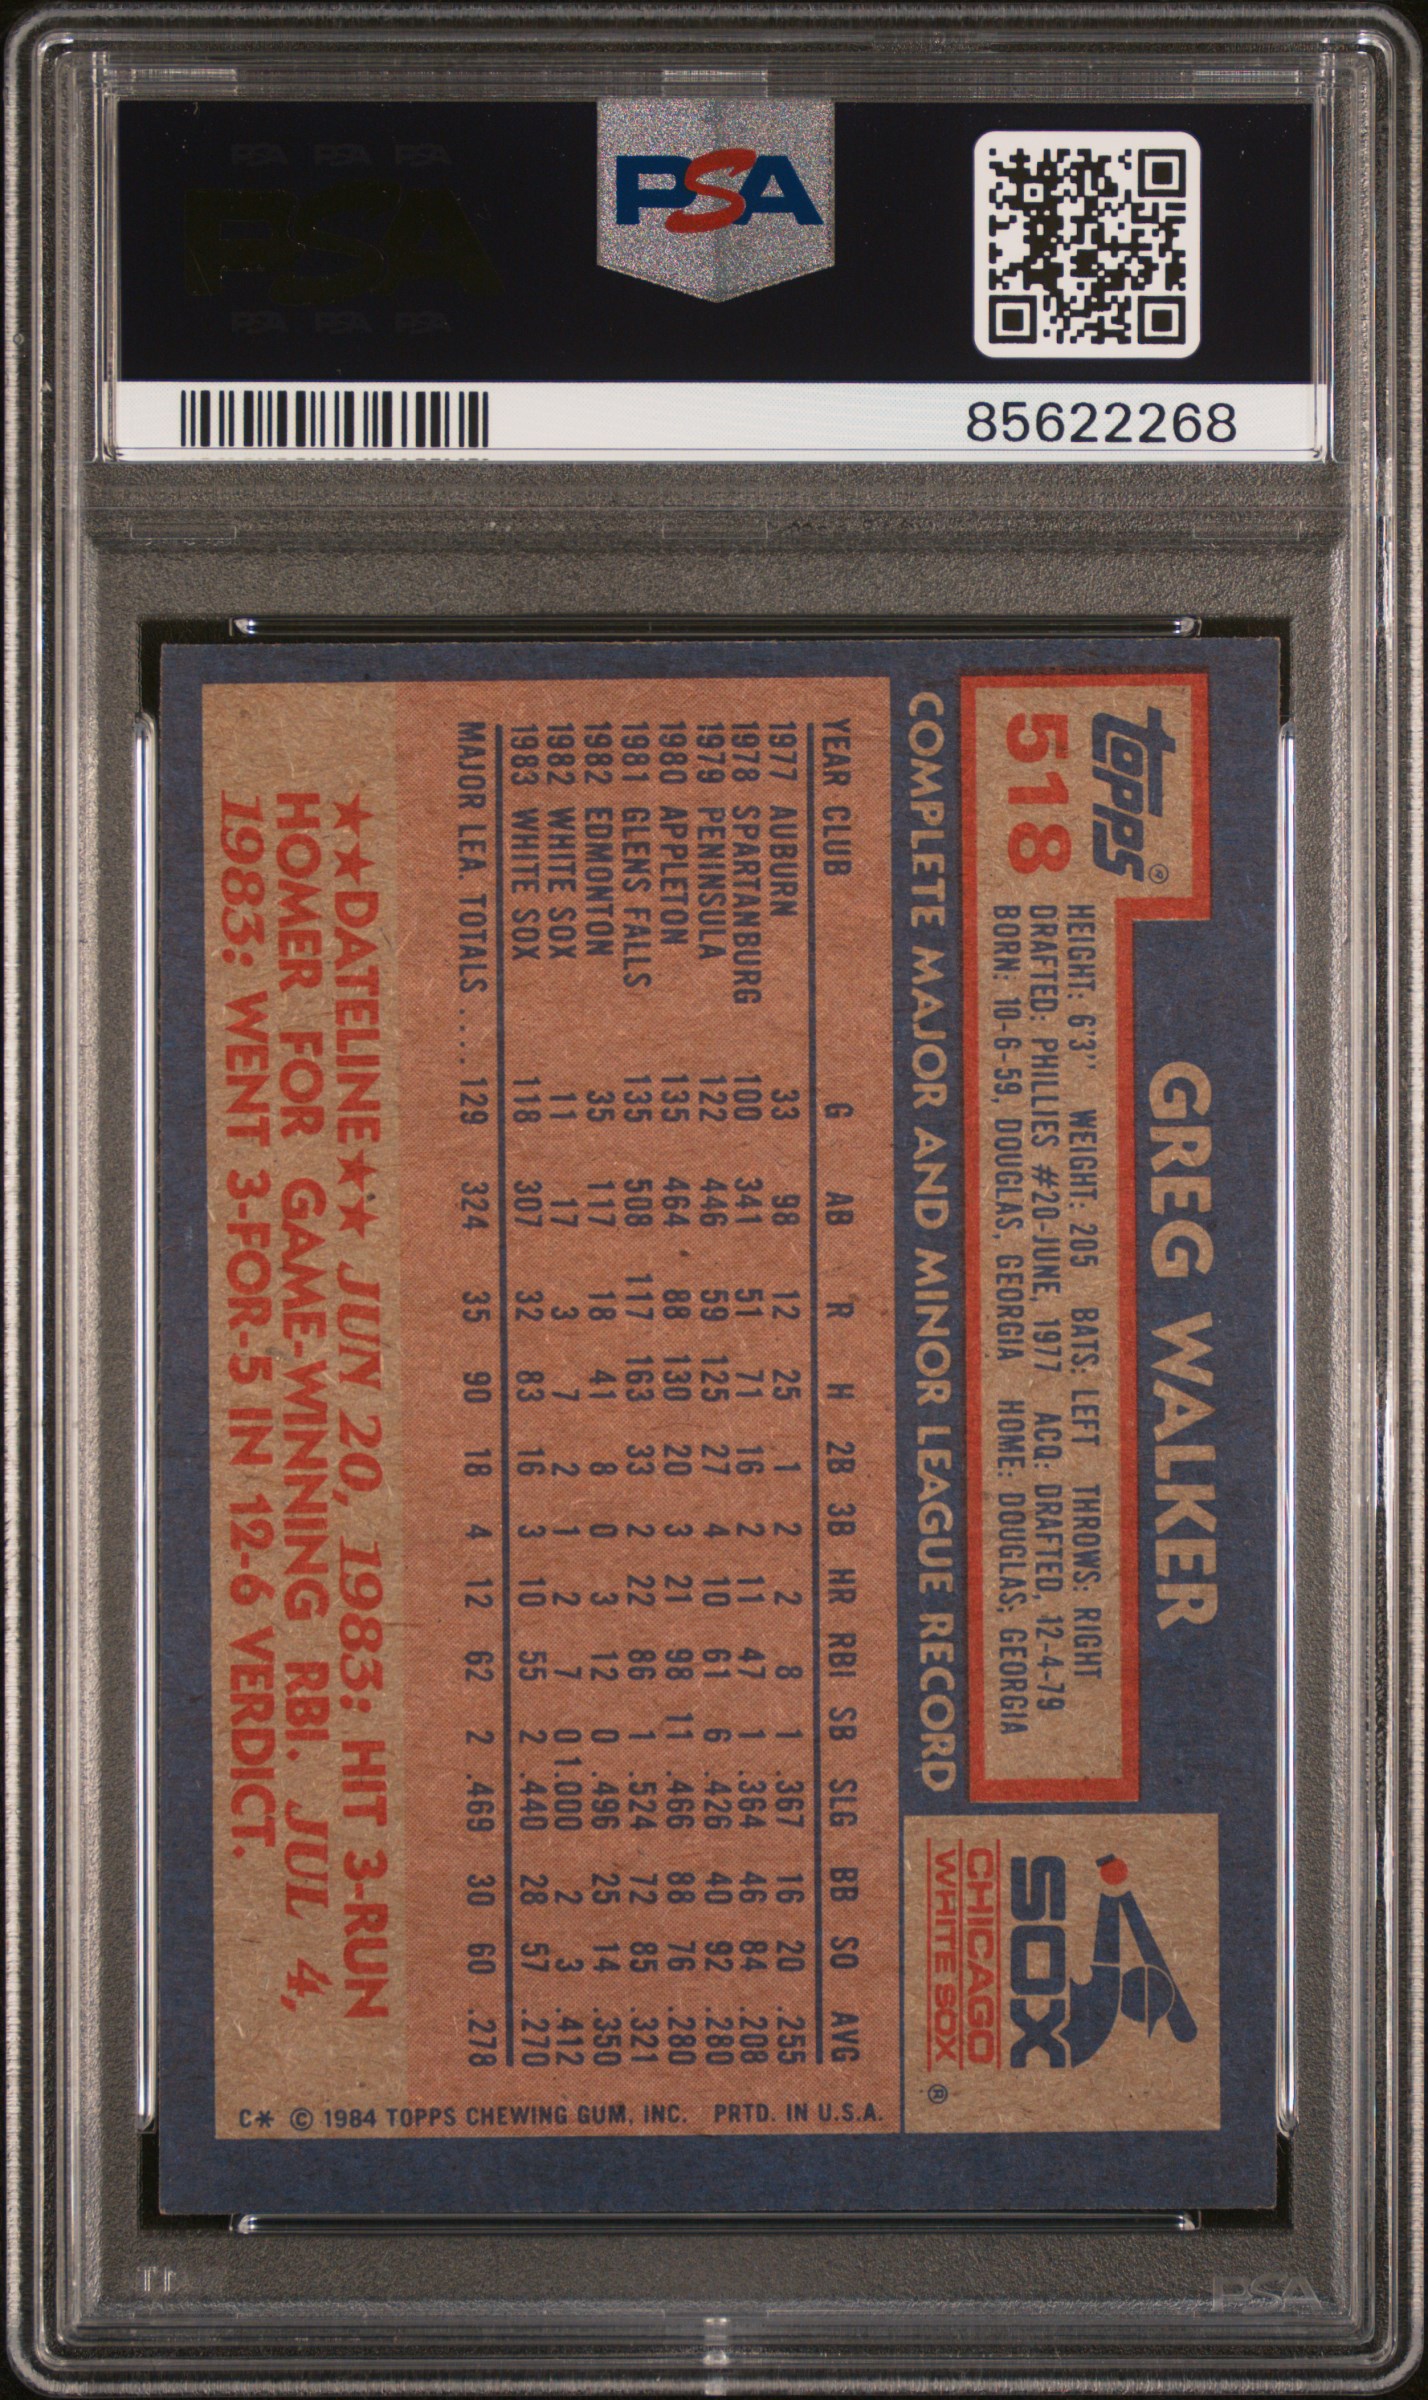 PSA PSA PSA
PSA
PSA PSA PSA
PSA
85622268
topps®
518
GREG WALKER
HEIGHT: 6'3'' WEIGHT: 205 BATS: LEFT THROWS: RIGHT
DRAFTED: PHILLIES #20-JUNE, 1977 ACQ: DRAFTED, 12-4-79
BORN: 10-6-59, DOUGLAS, GEORGIA HOME: DOUGLAS; GEORGIA
SOX
CHICAGO
WHITE SOX ®
COMPLETE MAJOR AND MINOR LEAGUE RECORD
YEAR CLUB G AB R H 2B 3B HR RBI SB SLG BB SO AVG
1977 AUBURN 33 98 12 25 1 2 2 8 1 .367 16 20 .255
1978 SPARTANBURG 100 341 51 71 16 2 11 47 1 .364 46 84 .208
1979 PENINSULA 122 446 59 125 27 4 10 61 6 .426 40 92 .280
1980 APPLETON 135 464 88 130 20 3 21 98 11 .466 88 76 .280
1981 GLENS FALLS 135 508 117 163 33 2 22 86 1 .524 72 85 .321
1982 EDMONTON 35 117 18 41 8 0 3 12 0 .496 25 14 .350
1982 WHITE SOX 11 17 3 7 2 1 2 7 0 1.000 2 3 .412
1983 WHITE SOX 118 307 32 83 16 3 10 55 2 .440 28 57 .270
MAJOR LEA. TOTALS.... 129 324 35 90 18 4 12 62 2 .469 30 60 .278
★★DATELINE★★ JUN 20, 1983: HIT 3-RUN
HOMER FOR GAME-WINNING RBI. JUL 4,
1983: WENT 3-FOR-5 IN 12-6 VERDICT.
C* © 1984 TOPPS CHEWING GUM, INC. PRTD. IN U.S.A.
PSA